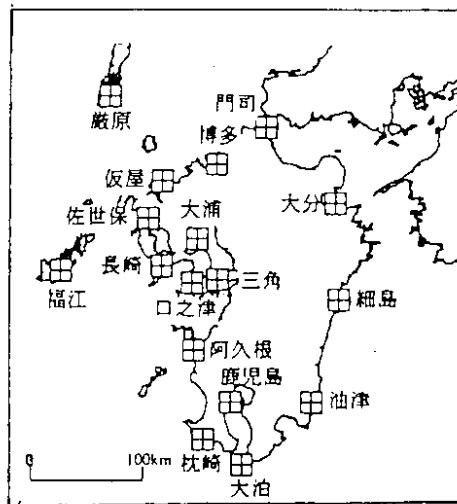 厳原
門司
博多
仮屋
佐世保
大浦
大分
長崎
福江
口之津
三角
細島
阿久根
鹿児島
油津
枕崎
大泊
0
100km